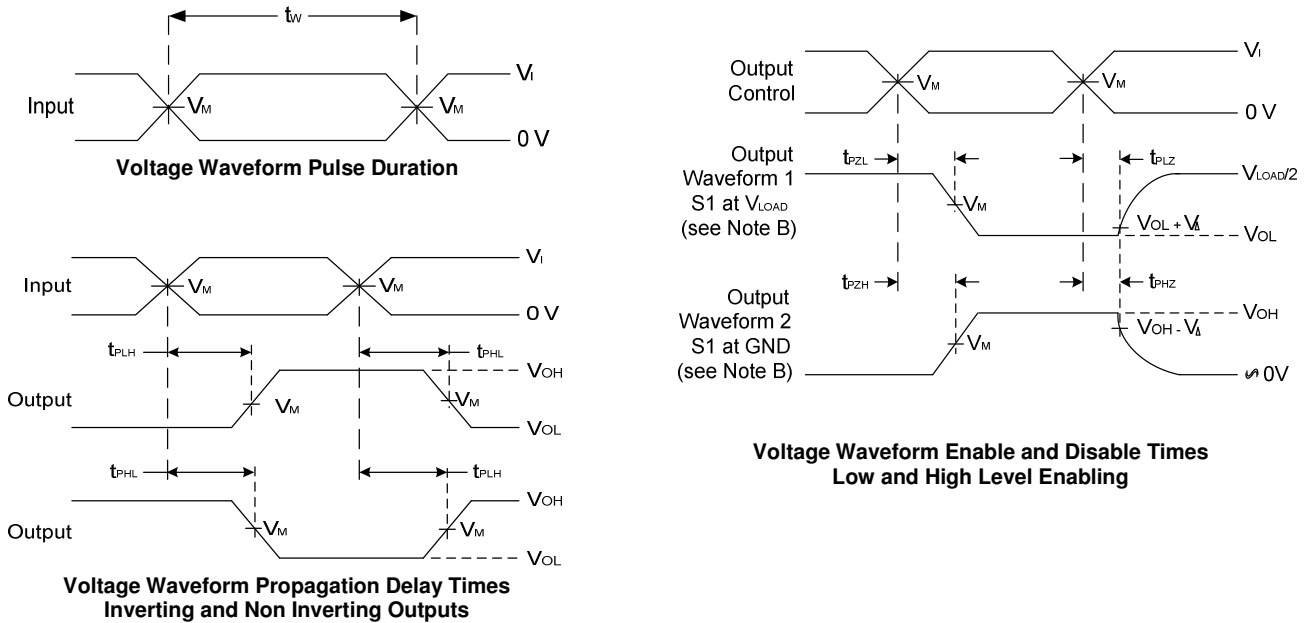 tW
VI
Input
VM
VM
0 V
Voltage Waveform Pulse Duration
VI
Input
VM
VM
0 V
tPLH
tPHL
VOH
Output
VM
VM
VOL
tPHL
tPLH
VOH
Output
VM
VM
VOL
Voltage Waveform Propagation Delay Times
Inverting and Non Inverting Outputs
VI
Output
Control
VM
VM
0 V
Output
Waveform 1
S1 at VLOAD
(see Note B)
tPZL
tPLZ
VLOAD/2
VM
VOL + VΔ
VOL
Output
Waveform 2
S1 at GND
(see Note B)
tPZH
tPHZ
VOH
VOH - VΔ
VM
0V
Voltage Waveform Enable and Disable Times
Low and High Level Enabling